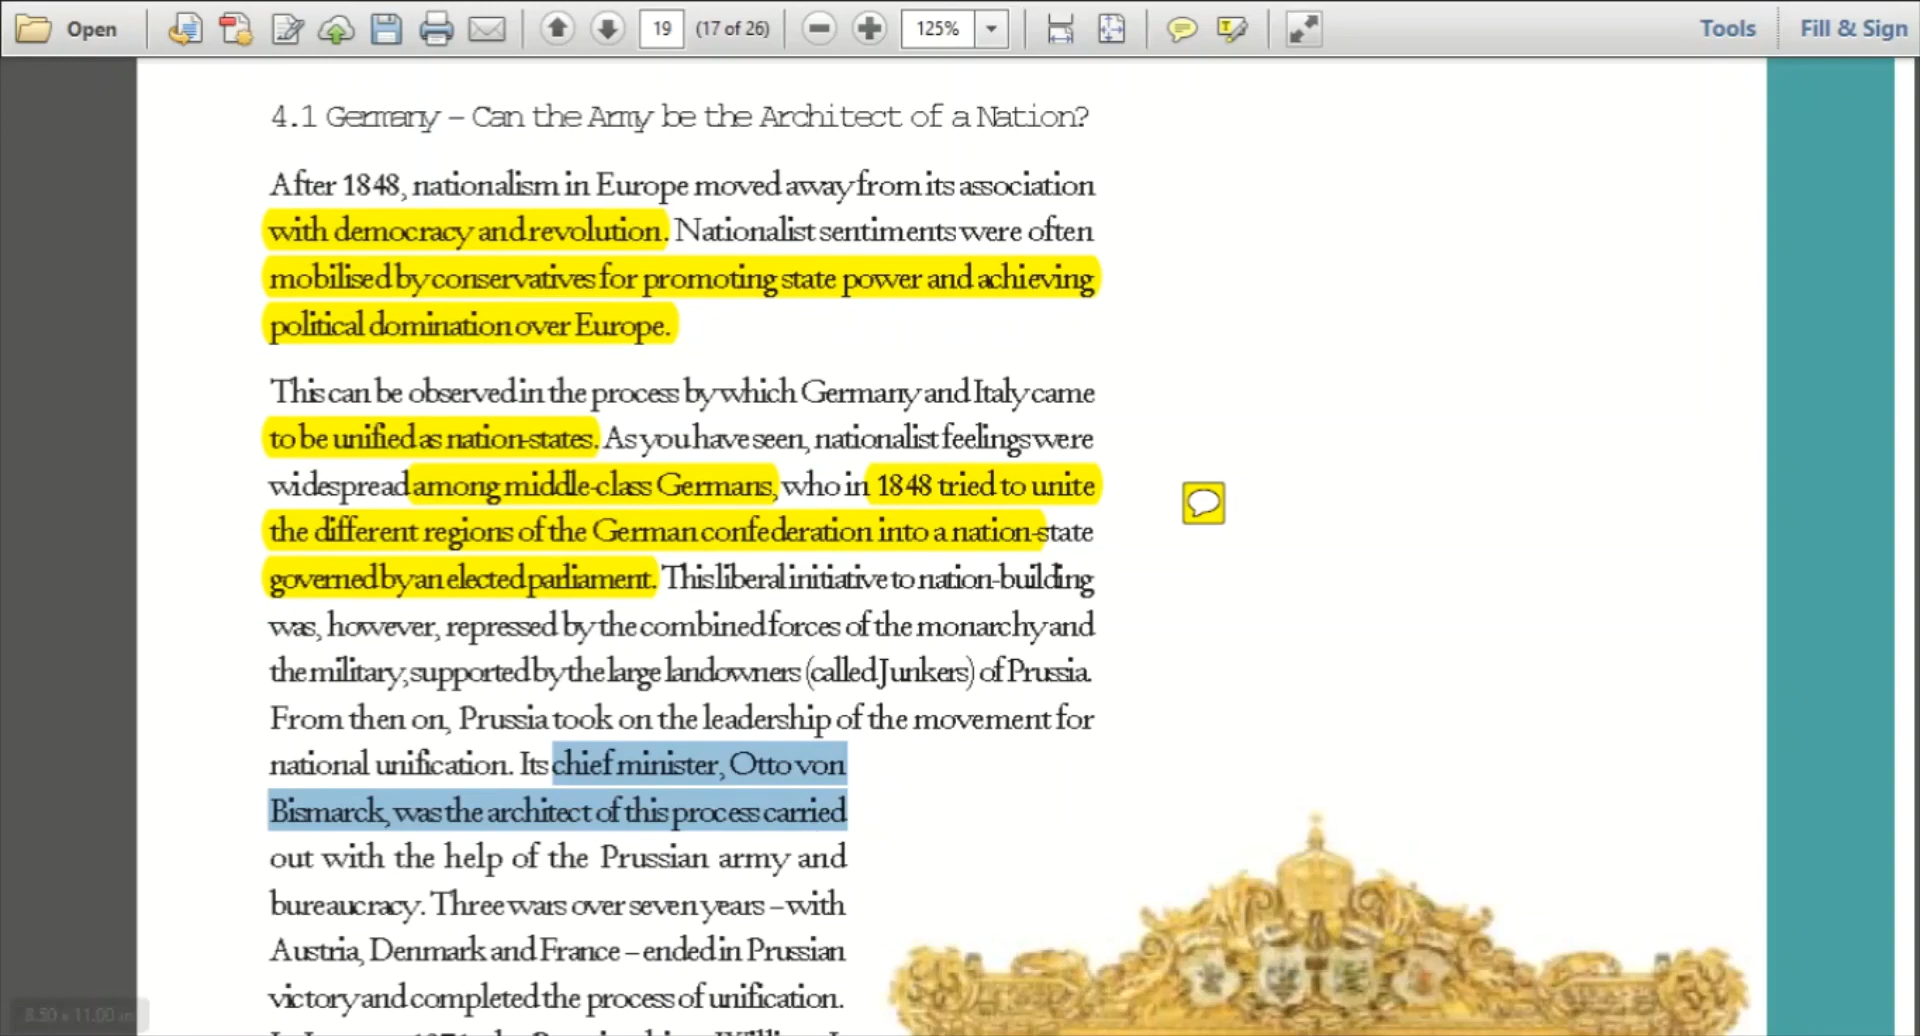 Open
19
(17 of 26)
125%
Tools
Fill & Sign
4.1 Germany – Can the Army be the Architect of a Nation?
After 1848, nationalism in Europe moved away from its association
with democracy and revolution. Nationalist sentiments were often
mobilised by conservatives for promoting state power and achieving
political domination over Europe.
This can be observed in the process by which Germany and Italy came
to be unified as nation-states. As you have seen, nationalist feelings were
widespread among middle-class Germans, who in 1848 tried to unite
the different regions of the German confederation into a nation-state
governed by an elected parliament. This liberal initiative to nation-building
was, however, repressed by the combined forces of the monarchy and
the military, supported by the large landowners (called Junkers) of Prussia.
From then on, Prussia took on the leadership of the movement for
national unification. Its chief minister, Otto von
Bismarck, was the architect of this process carried
out with the help of the Prussian army and
bureaucracy. Three wars over seven years – with
Austria, Denmark and France – ended in Prussian
victory and completed the process of unification.
8.50 x 11.00 in